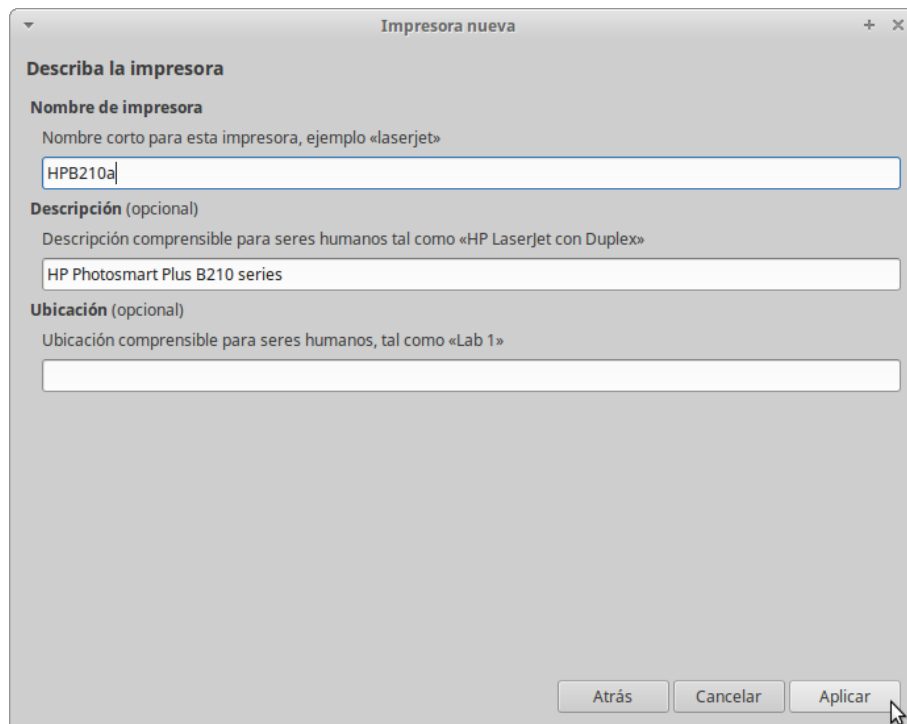 Impresora nueva
Describa la impresora
Nombre de impresora
Nombre corto para esta impresora, ejemplo «laserjet»
HPB210a
Descripción (opcional)
Descripción comprensible para seres humanos tal como «HP LaserJet con Duplex»
HP Photosmart Plus B210 series
Ubicación (opcional)
Ubicación comprensible para seres humanos, tal como «Lab 1»
Atrás Cancelar Aplicar